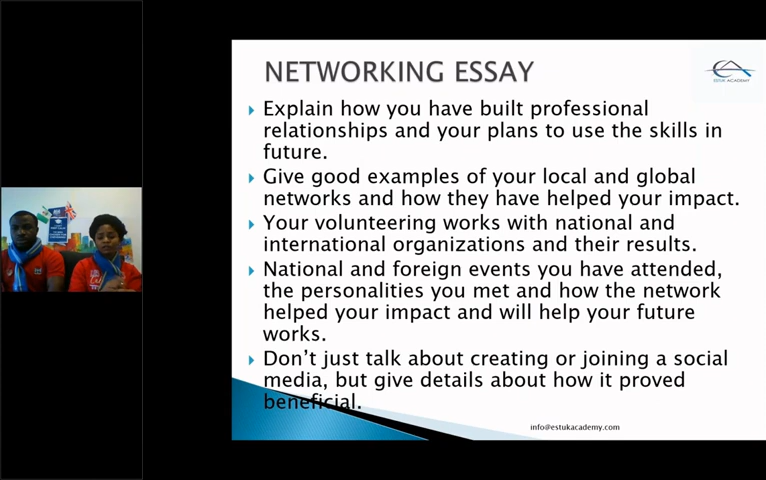 NETWORKING ESSAY
ESTUK ACADEMY
Explain how you have built professional
relationships and your plans to use the skills in
future.
Give good examples of your local and global
networks and how they have helped your impact.
Your volunteering works with national and
international organizations and their results.
National and foreign events you have attended,
the personalities you met and how the network
helped your impact and will help your future
works.
Don't just talk about creating or joining a social
media, but give details about how it proved
beneficial.
info@estukacademy.com